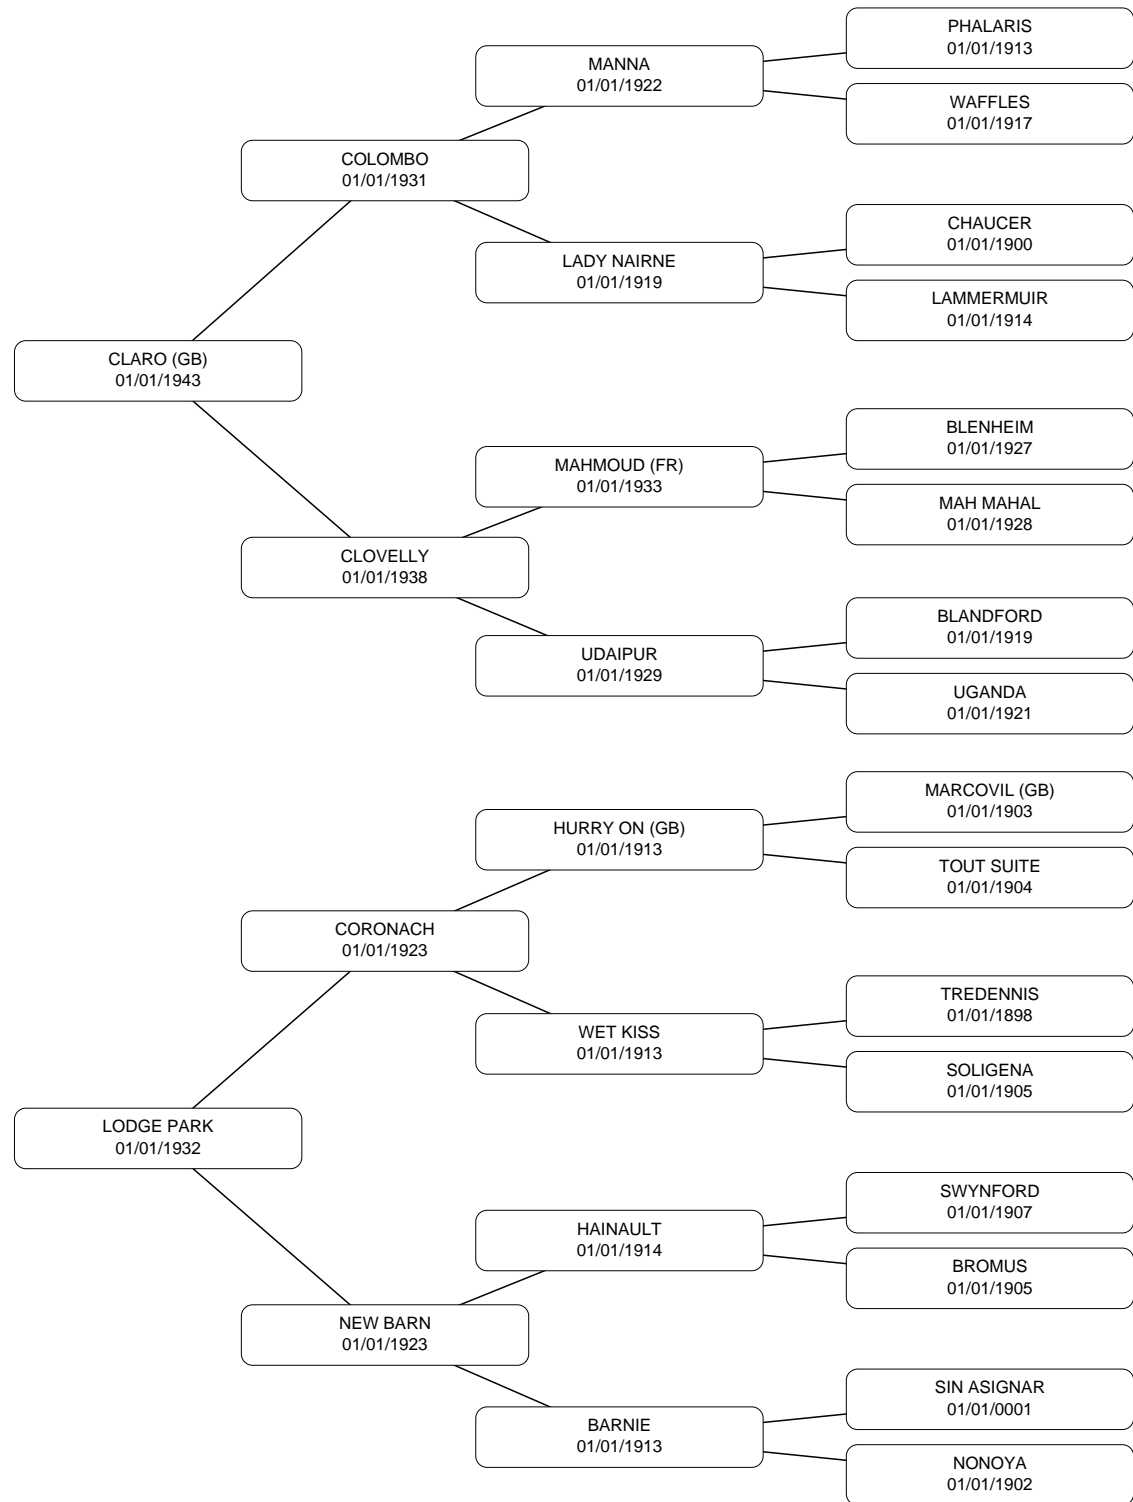 PHALARIS
01/01/1913
MANNA
01/01/1922
WAFFLES
01/01/1917
COLOMBO
01/01/1931
CHAUCER
01/01/1900
LADY NAIRNE
01/01/1919
LAMMERMUIR
01/01/1914
CLARO (GB)
01/01/1943
BLENHEIM
01/01/1927
MAHMOUD (FR)
01/01/1933
MAH MAHAL
01/01/1928
CLOVELLY
01/01/1938
BLANDFORD
01/01/1919
UDAIPUR
01/01/1929
UGANDA
01/01/1921
MARCOVIL (GB)
01/01/1903
HURRY ON (GB)
01/01/1913
TOUT SUITE
01/01/1904
CORONACH
01/01/1923
TREDENNIS
01/01/1898
WET KISS
01/01/1913
SOLIGENA
01/01/1905
LODGE PARK
01/01/1932
SWYNFORD
01/01/1907
HAINAULT
01/01/1914
BROMUS
01/01/1905
NEW BARN
01/01/1923
SIN ASIGNAR
01/01/0001
BARNIE
01/01/1913
NONOYA
01/01/1902